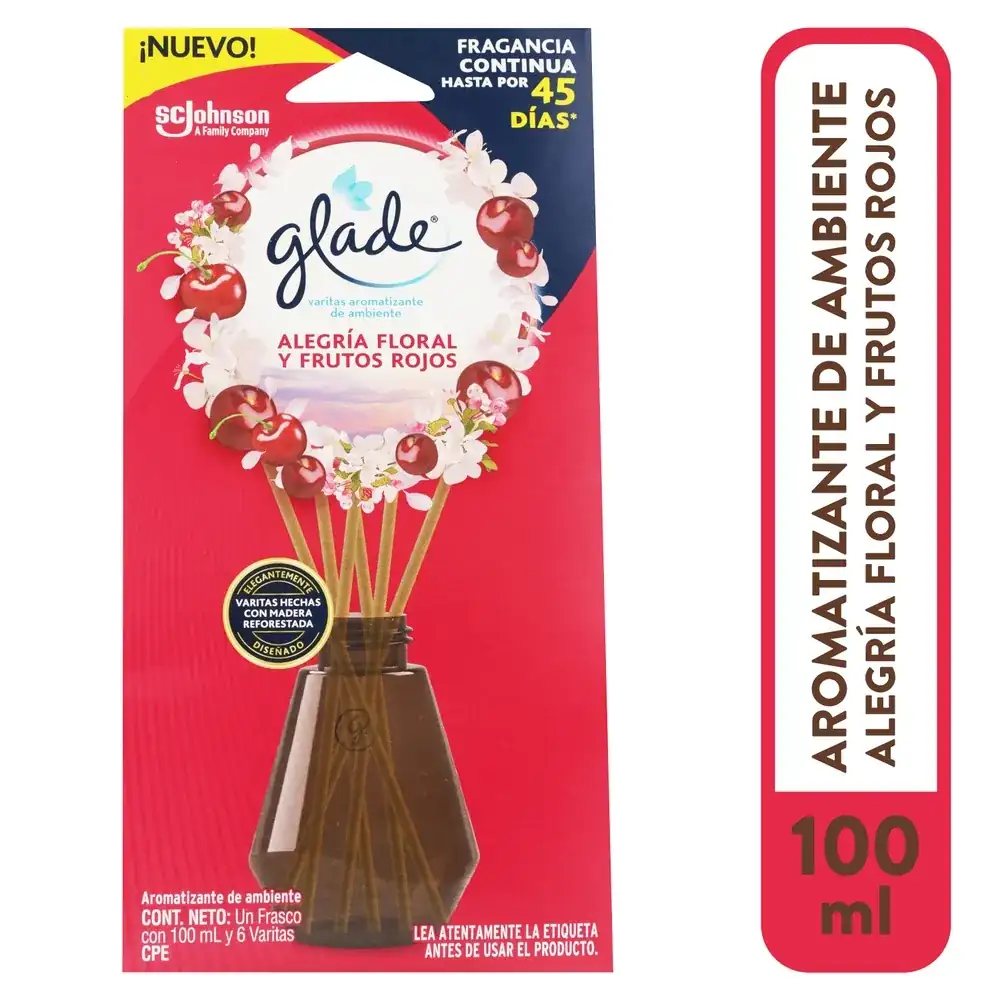 ¡NUEVO!
FRAGANCIA
CONTINUA
HASTA POR 45
DÍAS*
SCJohnson
A Family Company
glade®
varitas aromatizante
de ambiente
ALEGRÍA FLORAL
Y FRUTOS ROJOS
ELEGANTEMENTE
VARITAS HECHAS
CON MADERA
REFORESTADA
DISEÑADO
Aromatizante de ambiente
CONT. NETO: Un Frasco
con 100 mL y 6 Varitas
CPE
LEA ATENTAMENTE LA ETIQUETA
ANTES DE USAR EL PRODUCTO.
AROMATIZANTE DE AMBIENTE
ALEGRÍA FLORAL Y FRUTOS ROJOS
100
ml